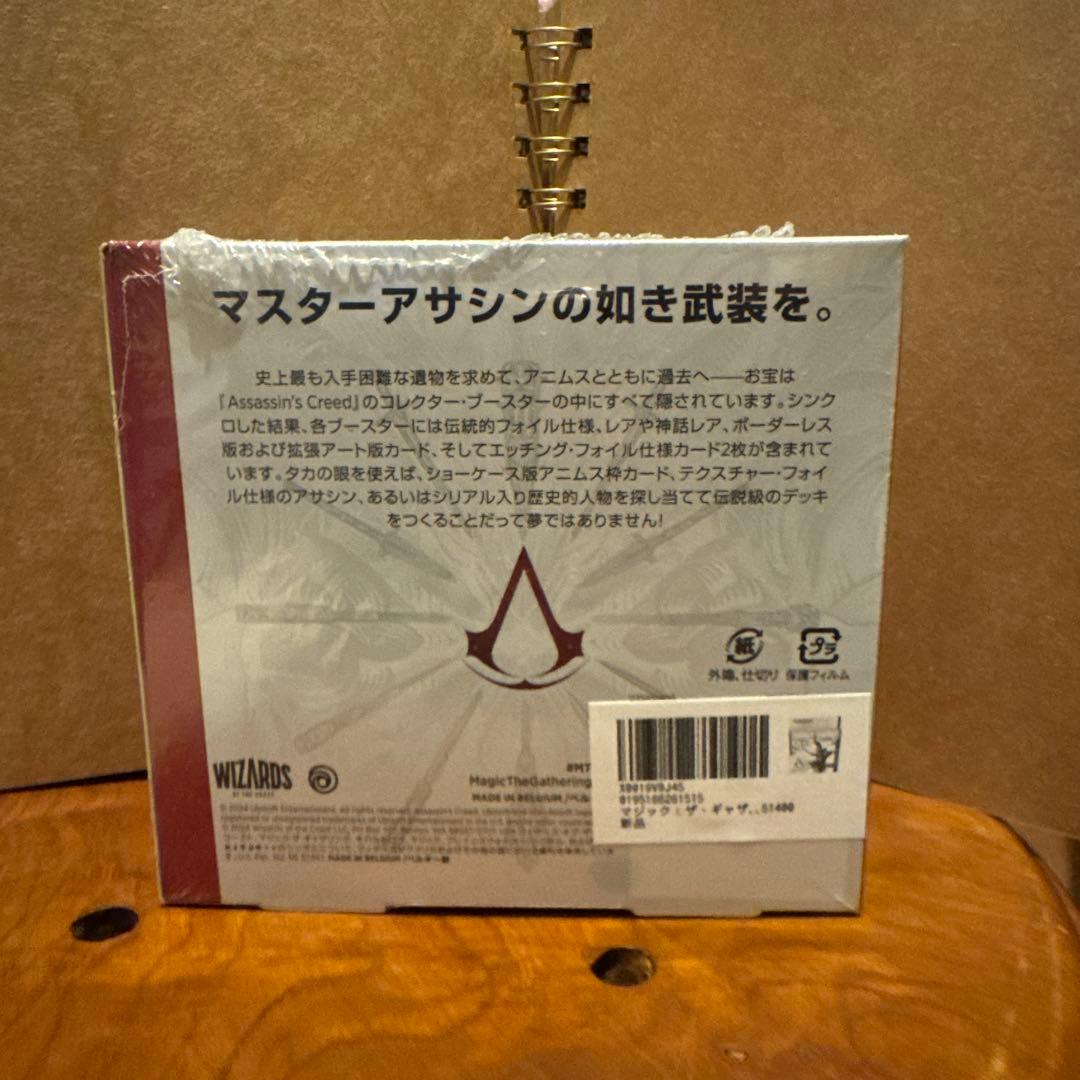 マスターアサシンの如き武装を。
史上最も入手困難な遺物を求めて、アニムスとともに過去へ——お宝は
『Assassin's Creed』のコレクター・ブースターの中にすべて隠されています。シンク
ロした結果、各ブースターには伝統的フォイル仕様、レアや神話レア、ボーダーレス
版および拡張アート版カード、そしてエッチング・フォイル仕様カード2枚が含まれて
います。タカの眼を使えば、ショーケース版アニムス枠カード、テクスチャー・フォイ
ル仕様のアサシン、あるいはシリアル入り歴史的人物を探し当てて伝説級のデッキ
をつくることだって夢ではありません!
紙 プラ
外箱、仕切り 保護フィルム
WIZARDS
OF THE COAST
MagicTheGathering
MADE IN BELGIUM
0195166261515
マジック:ザ・ギャザ..51400
新品
MADE IN BELGIUM